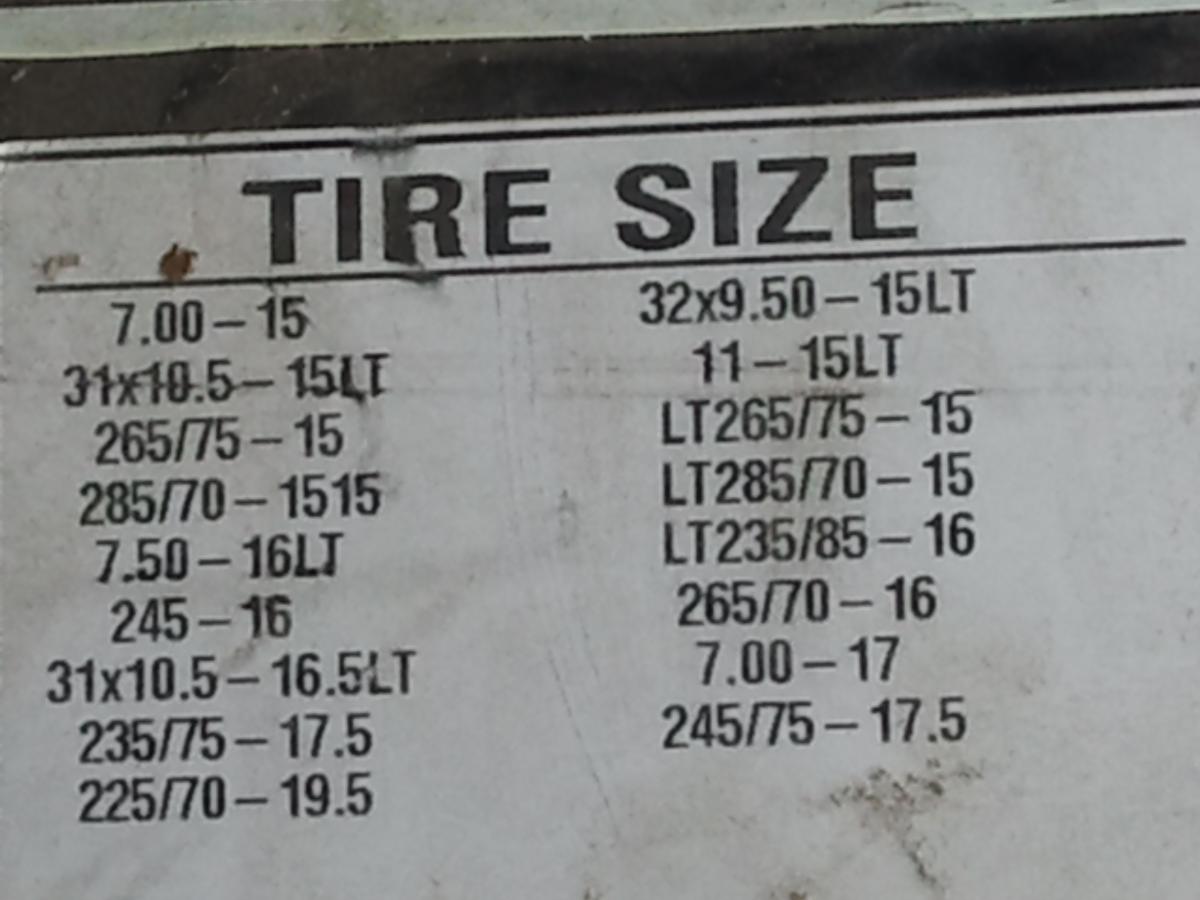 TIRE SIZE
7.00 – 15
31x10.5 – 15LT
265/75 – 15
285/70 – 1515
7.50 – 16LT
245 – 16
31x10.5 – 16.5LT
235/75 – 17.5
225/70 – 19.5
32x9.50 – 15LT
11 – 15LT
LT265/75 – 15
LT285/70 – 15
LT235/85 – 16
265/70 – 16
7.00 – 17
245/75 – 17.5